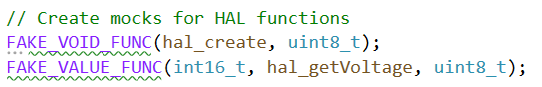 // Create mocks for HAL functions
FAKE_VOID_FUNC(hal_create, uint8_t);
FAKE_VALUE_FUNC(int16_t, hal_getVoltage, uint8_t);